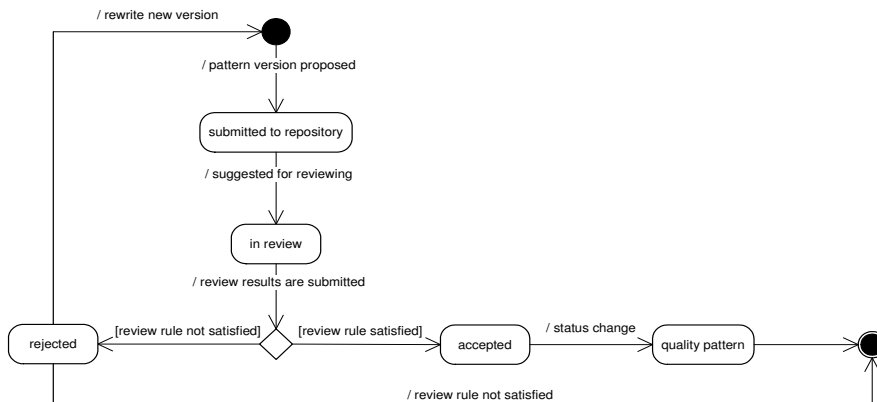 / rewrite new version
/ pattern version proposed
submitted to repository
/ suggested for reviewing
in review
/ review results are submitted
[review rule not satisfied]
[review rule satisfied]
/ status change
rejected
accepted
quality pattern
/ review rule not satisfied